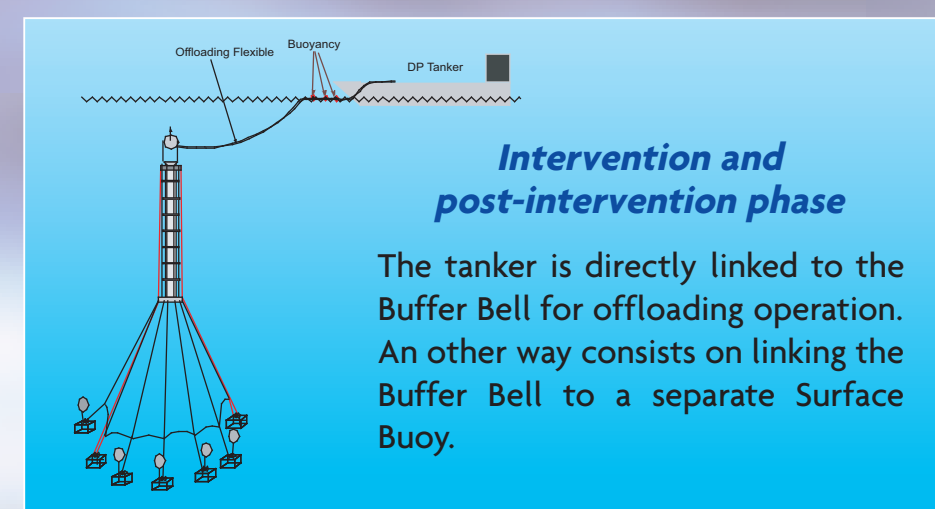 Offloading Flexible
Buoyancy
DP Tanker
Intervention and
post-intervention phase
The tanker is directly linked to the
Buffer Bell for offloading operation.
An other way consists on linking the
Buffer Bell to a separate Surface
Buoy.